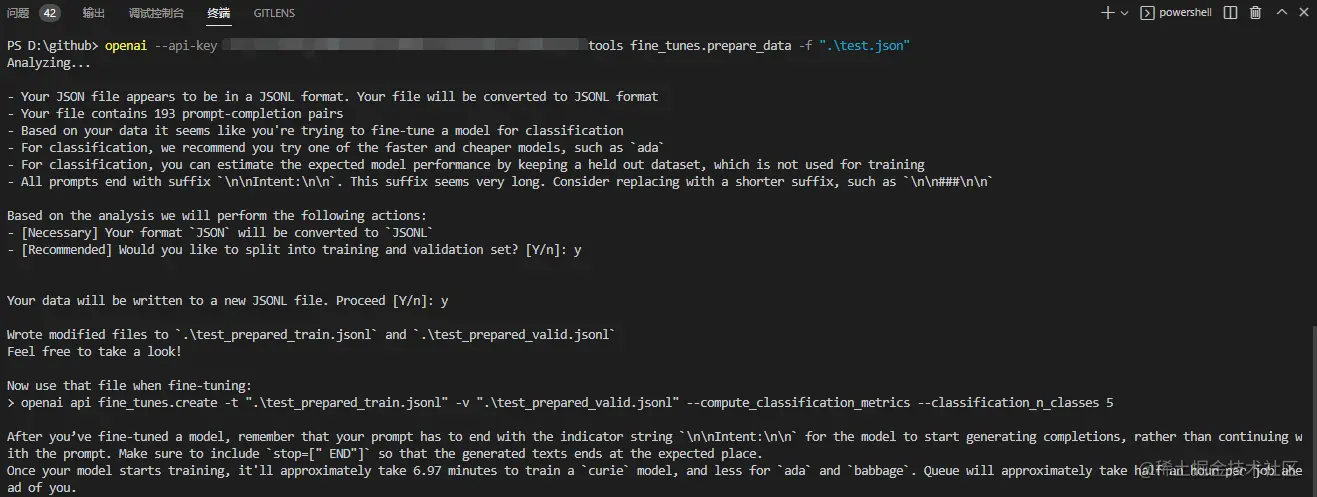 问题 42 输出 调试控制台 终端 GITLENS powershell
PS D:\github> openai --api-key tools fine_tunes.prepare_data -f ".\test.json"
Analyzing...
- Your JSON file appears to be in a JSONL format. Your file will be converted to JSONL format
- Your file contains 193 prompt-completion pairs
- Based on your data it seems like you're trying to fine-tune a model for classification
- For classification, we recommend you try one of the faster and cheaper models, such as `ada`
- For classification, you can estimate the expected model performance by keeping a held out dataset, which is not used for training
- All prompts end with suffix `\n\nIntent:\n\n`. This suffix seems very long. Consider replacing with a shorter suffix, such as `\n\n###\n\n`
Based on the analysis we will perform the following actions:
- [Necessary] Your format `JSON` will be converted to `JSONL`
- [Recommended] Would you like to split into training and validation set? [Y/n]: y
Your data will be written to a new JSONL file. Proceed [Y/n]: y
Wrote modified files to `.\test_prepared_train.jsonl` and `.\test_prepared_valid.jsonl`
Feel free to take a look!
Now use that file when fine-tuning:
> openai api fine_tunes.create -t ".\test_prepared_train.jsonl" -v ".\test_prepared_valid.jsonl" --compute_classification_metrics --classification_n_classes 5
After you’ve fine-tuned a model, remember that your prompt has to end with the indicator string `\n\nIntent:\n\n` for the model to start generating completions, rather than continuing w
ith the prompt. Make sure to include `stop=[" END"]` so that the generated texts ends at the expected place.
Once your model starts training, it'll approximately take 6.97 minutes to train a `curie` model, and less for `ada` and `babbage`. Queue will approximately take half an hour per job ahe
ad of you.
@稀土掘金技术社区